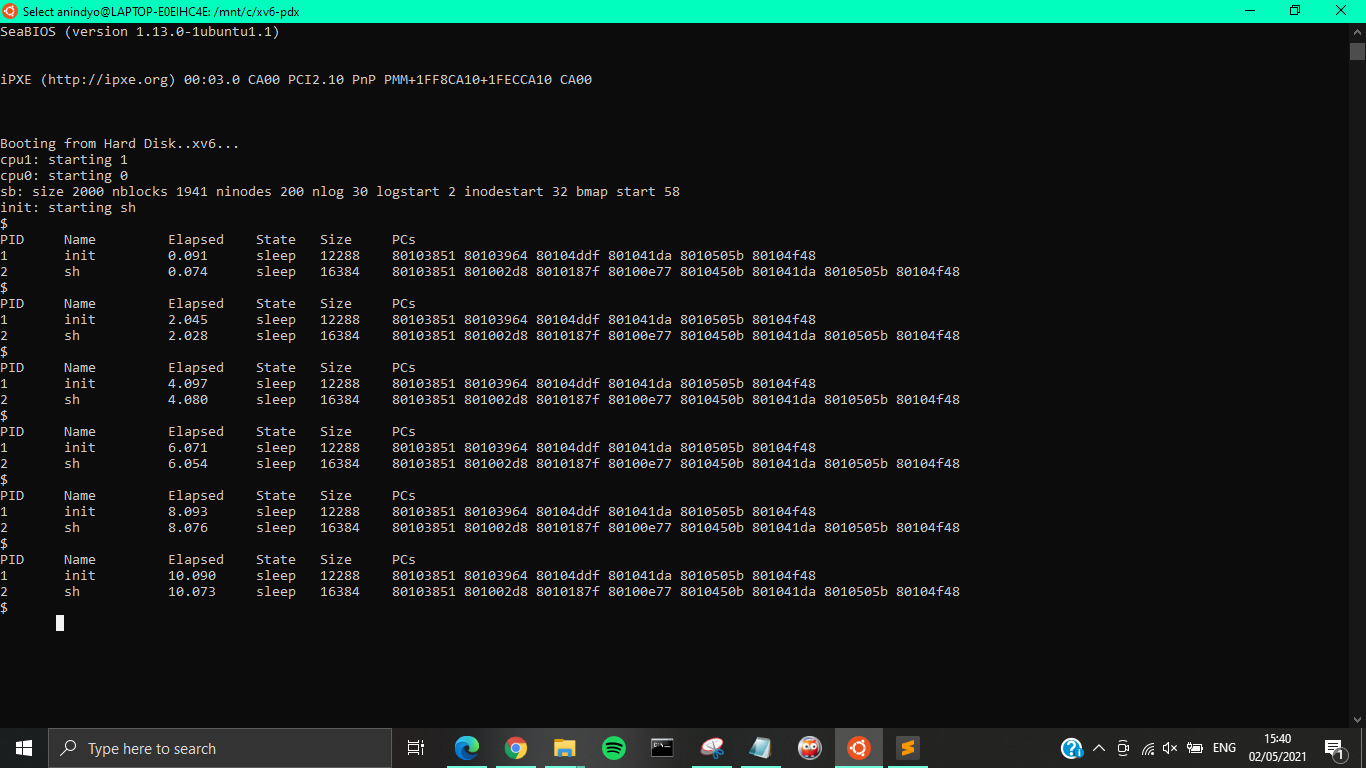 Select anindyo@LAPTOP-E0EIHC4E: /mnt/c/xv6-pdx
SeaBIOS (version 1.13.0-1ubuntu1.1)
iPXE (http://ipxe.org) 00:03.0 CA00 PCI2.10 PnP PMM+1FF8CA10+1FECCA10 CA00
Booting from Hard Disk..xv6...
cpu1: starting 1
cpu0: starting 0
sb: size 2000 nblocks 1941 ninodes 200 nlog 30 logstart 2 inodestart 32 bmap start 58
init: starting sh
$
PID Name Elapsed State Size PCs
1 init 0.091 sleep 12288 80103851 80103964 80104ddf 801041da 8010505b 80104f48
2 sh 0.074 sleep 16384 80103851 801002d8 8010187f 80100e77 8010450b 801041da 8010505b 80104f48
$
PID Name Elapsed State Size PCs
1 init 2.045 sleep 12288 80103851 80103964 80104ddf 801041da 8010505b 80104f48
2 sh 2.028 sleep 16384 80103851 801002d8 8010187f 80100e77 8010450b 801041da 8010505b 80104f48
$
PID Name Elapsed State Size PCs
1 init 4.097 sleep 12288 80103851 80103964 80104ddf 801041da 8010505b 80104f48
2 sh 4.080 sleep 16384 80103851 801002d8 8010187f 80100e77 8010450b 801041da 8010505b 80104f48
$
PID Name Elapsed State Size PCs
1 init 6.071 sleep 12288 80103851 80103964 80104ddf 801041da 8010505b 80104f48
2 sh 6.054 sleep 16384 80103851 801002d8 8010187f 80100e77 8010450b 801041da 8010505b 80104f48
$
PID Name Elapsed State Size PCs
1 init 8.093 sleep 12288 80103851 80103964 80104ddf 801041da 8010505b 80104f48
2 sh 8.076 sleep 16384 80103851 801002d8 8010187f 80100e77 8010450b 801041da 8010505b 80104f48
$
PID Name Elapsed State Size PCs
1 init 10.090 sleep 12288 80103851 80103964 80104ddf 801041da 8010505b 80104f48
2 sh 10.073 sleep 16384 80103851 801002d8 8010187f 80100e77 8010450b 801041da 8010505b 80104f48
$
Type here to search
ENG
15:40
02/05/2021
1